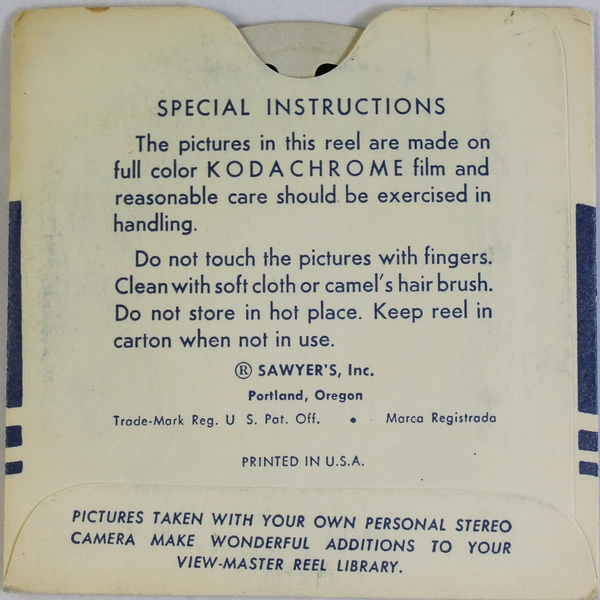 SPECIAL INSTRUCTIONS
The pictures in this reel are made on
full color KODACHROME film and
reasonable care should be exercised in
handling.
Do not touch the pictures with fingers.
Clean with soft cloth or camel's hair brush.
Do not store in hot place. Keep reel in
carton when not in use.
® SAWYER'S, Inc.
Portland, Oregon
Trade-Mark Reg. U S. Pat. Off. • Marca Registrada
PRINTED IN U.S.A.
PICTURES TAKEN WITH YOUR OWN PERSONAL STEREO
CAMERA MAKE WONDERFUL ADDITIONS TO YOUR
VIEW-MASTER REEL LIBRARY.